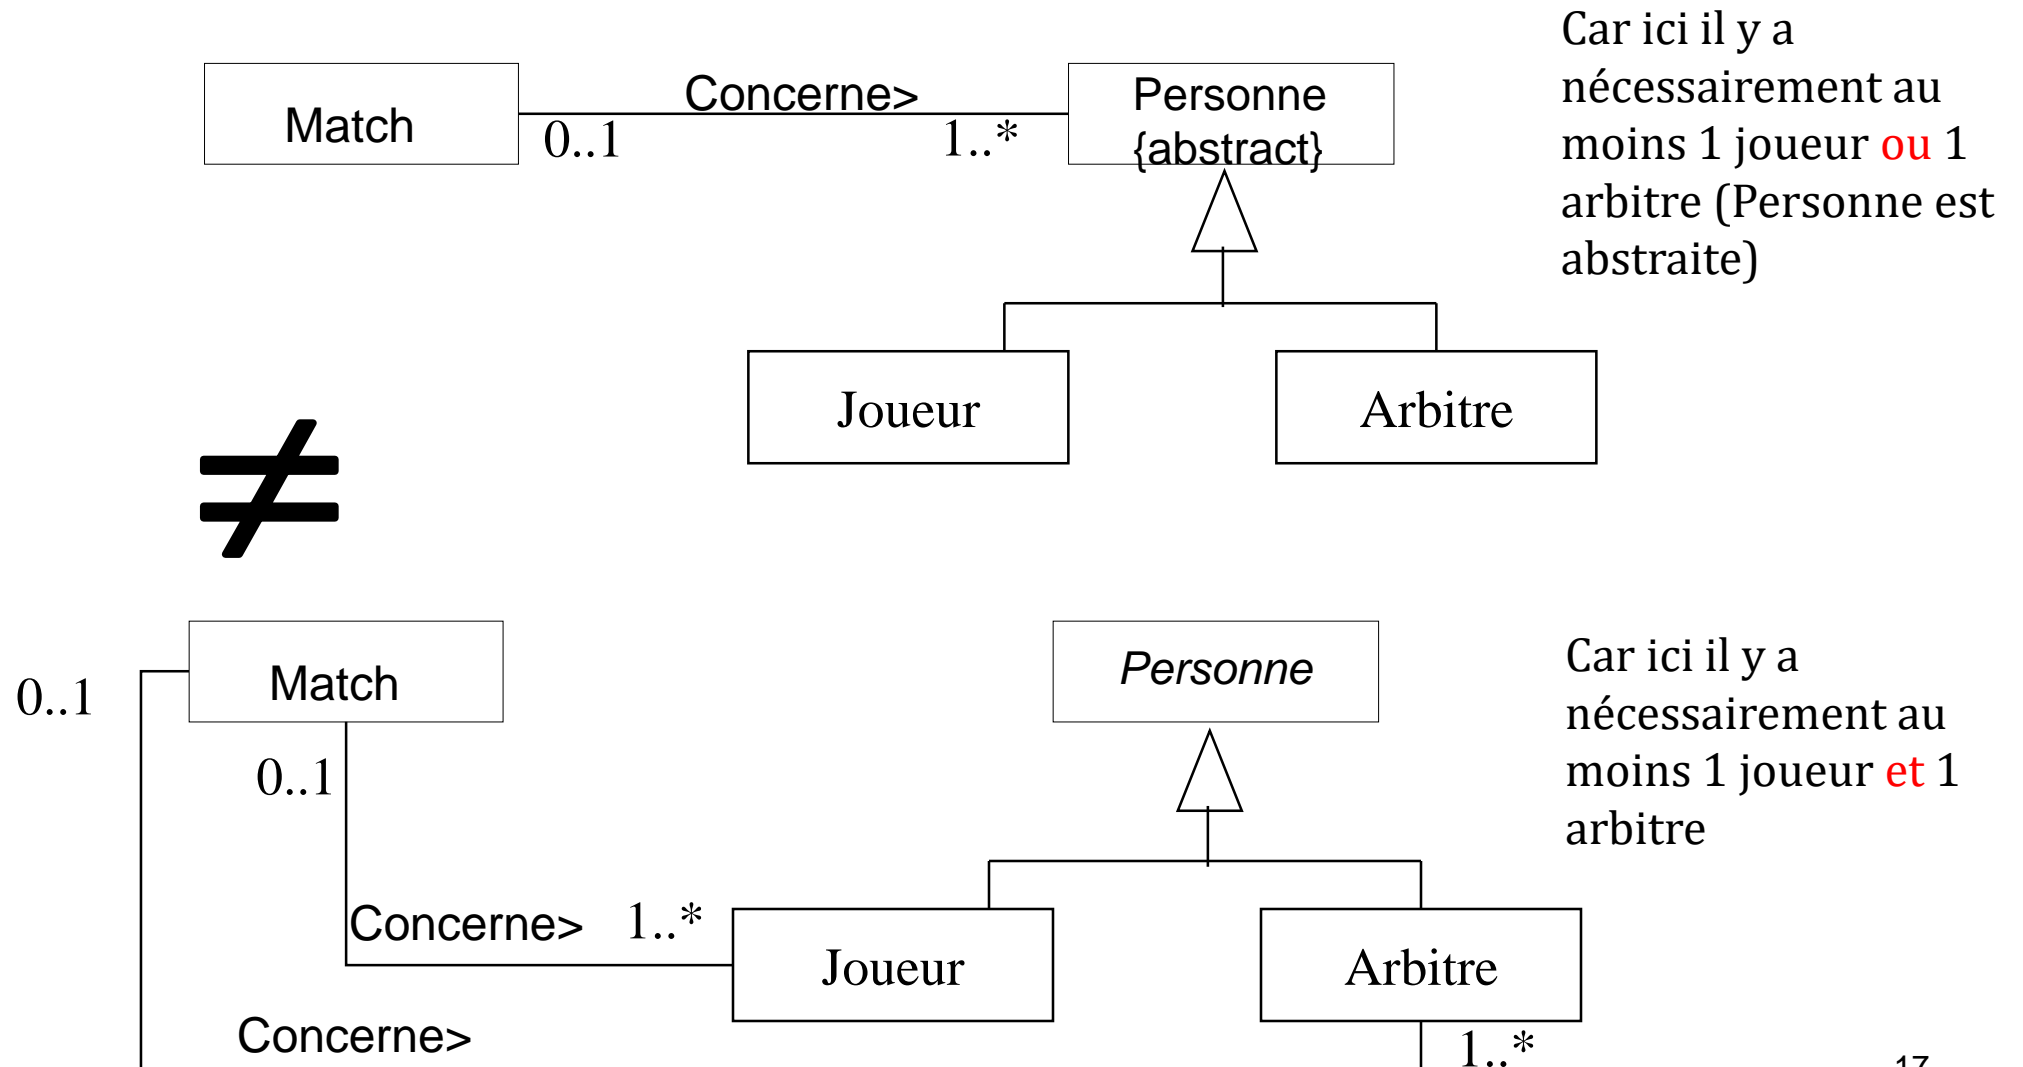 Car ici il y a
nécessairement au
moins 1 joueur ou 1
arbitre (Personne est
abstraite)
Match
Concerne>
0..1
1..*
Personne
{abstract}
Joueur
Arbitre
≠
0..1
Match
0..1
Personne
Car ici il y a
nécessairement au
moins 1 joueur et 1
arbitre
Concerne>
1..*
Joueur
Arbitre
Concerne>
1..*
17